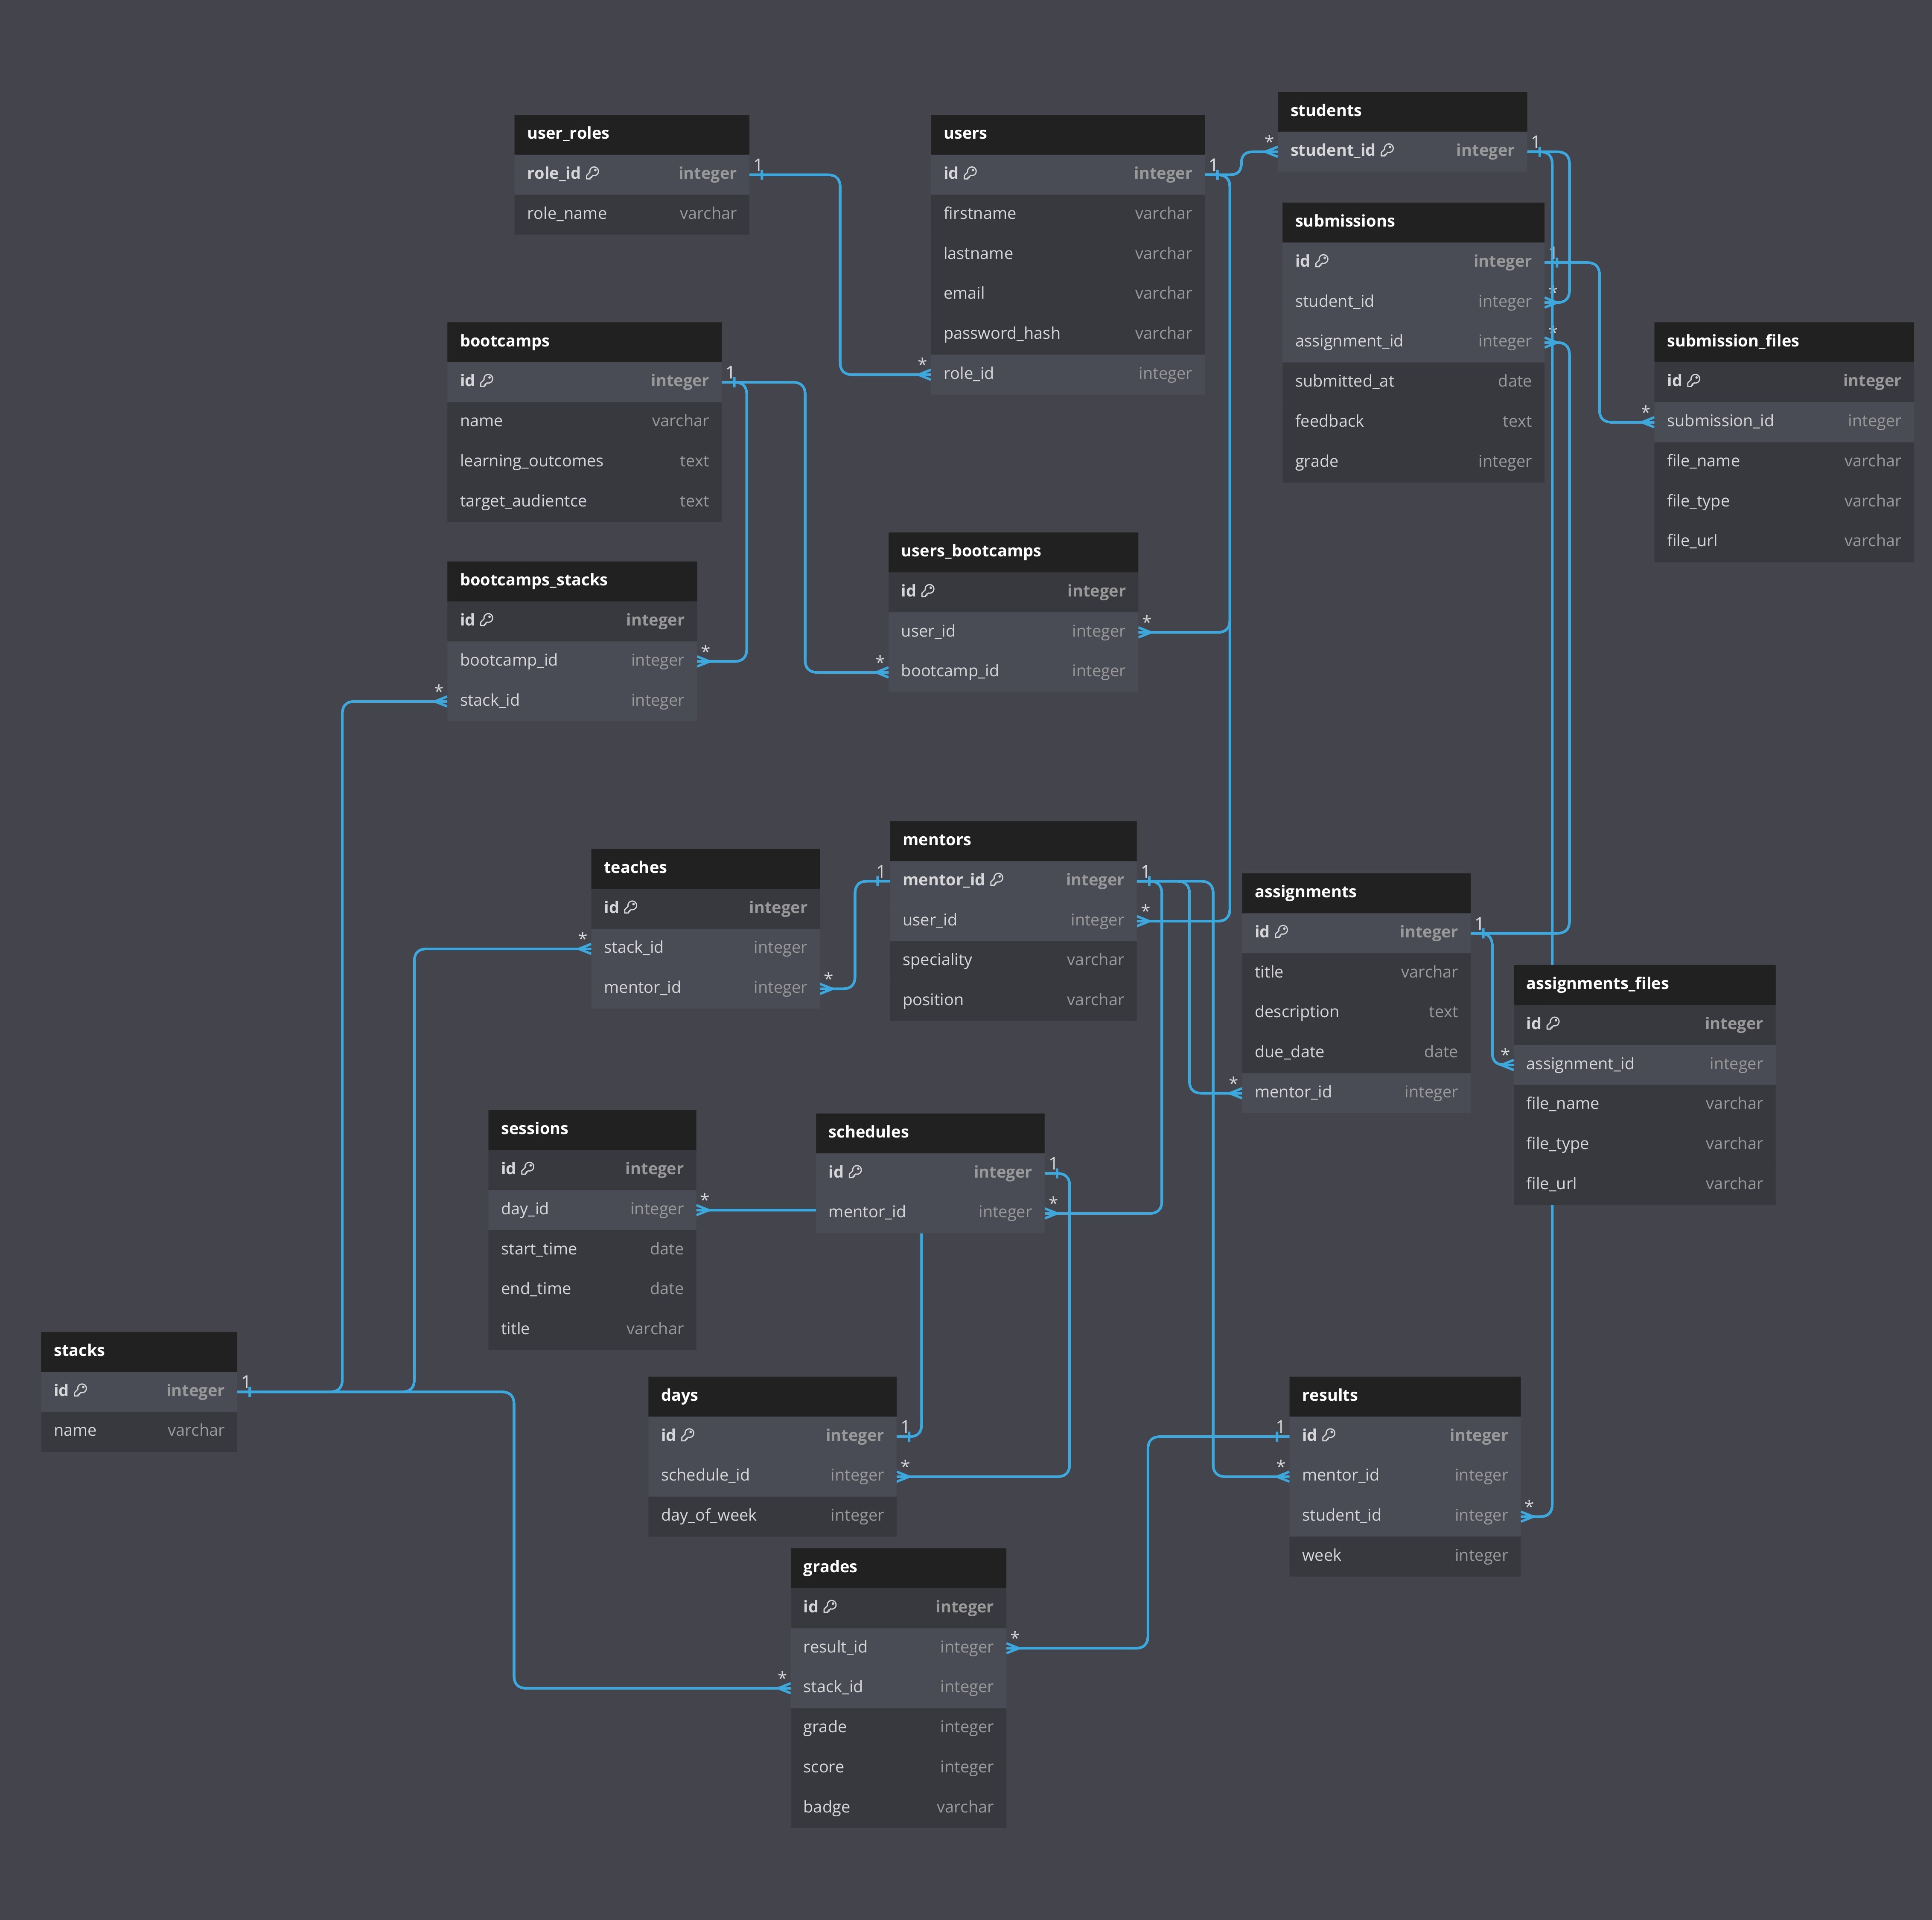 students
student_id integer
1
*
user_roles
role_id integer
role_name varchar
1
users
id integer
firstname varchar
lastname varchar
email varchar
password_hash varchar
role_id integer
1
*
submissions
id integer
student_id integer
assignment_id integer
submitted_at date
feedback text
grade integer
1
*
*
submission_files
id integer
submission_id integer
file_name varchar
file_type varchar
file_url varchar
*
bootcamps
id integer
name varchar
learning_outcomes text
target_audientce text
1
users_bootcamps
id integer
user_id integer
bootcamp_id integer
*
*
bootcamps_stacks
id integer
bootcamp_id integer
stack_id integer
*
*
mentors
mentor_id integer
user_id integer
speciality varchar
position varchar
1
1
*
teaches
id integer
stack_id integer
mentor_id integer
*
*
assignments
id integer
title varchar
description text
due_date date
mentor_id integer
1
*
assignments_files
id integer
assignment_id integer
file_name varchar
file_type varchar
file_url varchar
*
sessions
id integer
day_id integer
start_time date
end_time date
title varchar
*
schedules
id integer
mentor_id integer
1
*
stacks
id integer
name varchar
1
days
id integer
schedule_id integer
day_of_week integer
1
*
results
id integer
mentor_id integer
student_id integer
week integer
1
*
*
grades
id integer
result_id integer
stack_id integer
grade integer
score integer
badge varchar
*
*